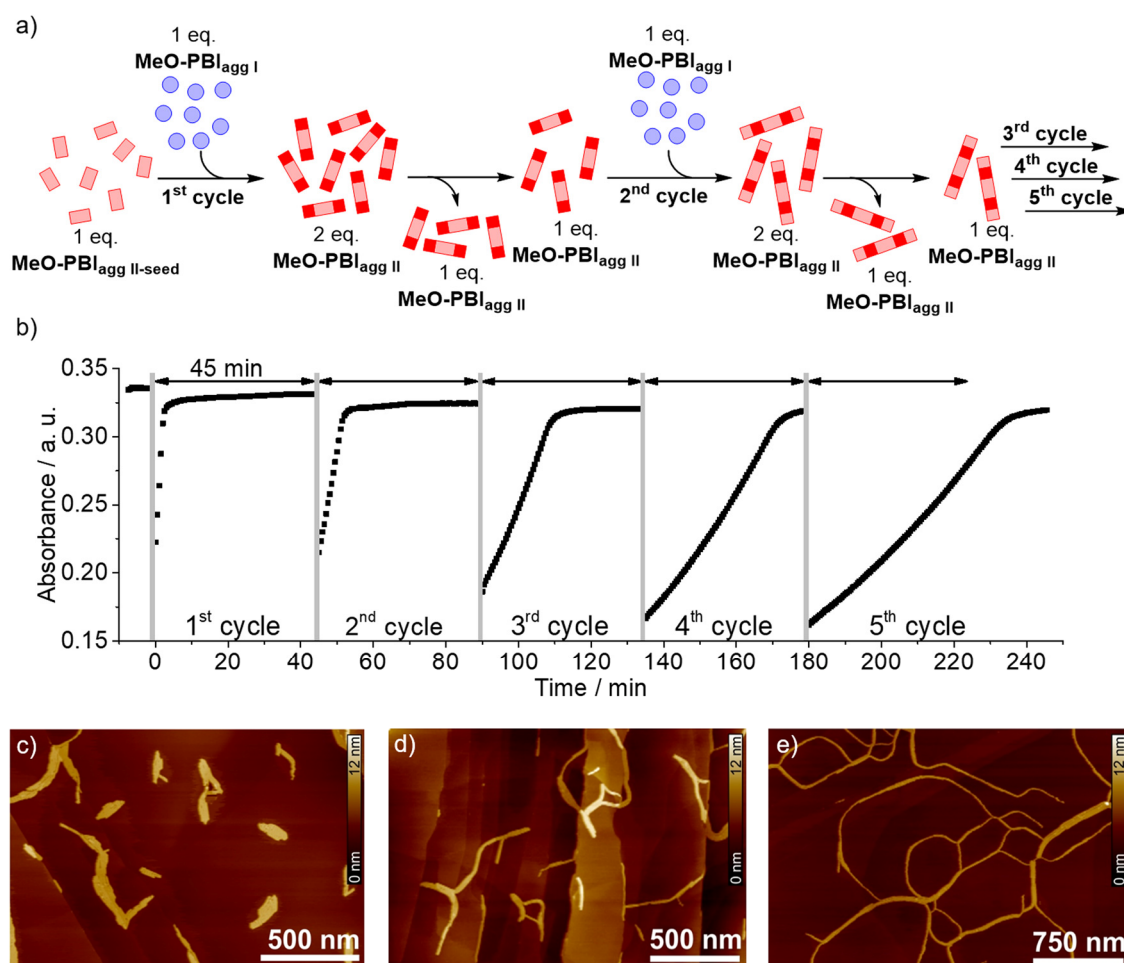 a)
1 eq.
MeO-PBIagg I
1 eq.
MeO-PBIagg I
1st cycle
2nd cycle
3rd cycle
4th cycle
5th cycle
1 eq.
MeO-PBIagg II-seed
2 eq.
MeO-PBIagg II
1 eq.
MeO-PBIagg II
1 eq.
MeO-PBIagg II
2 eq.
MeO-PBIagg II
1 eq.
MeO-PBIagg II
1 eq.
MeO-PBIagg II
b)
Absorbance / a. u.
0.35
0.30
0.25
0.20
0.15
45 min
1st cycle
2nd cycle
3rd cycle
4th cycle
5th cycle
0 20 40 60 80 100 120 140 160 180 200 220 240
Time / min
c)
12 nm
0 nm
500 nm
d)
12 nm
0 nm
500 nm
e)
12 nm
0 nm
750 nm